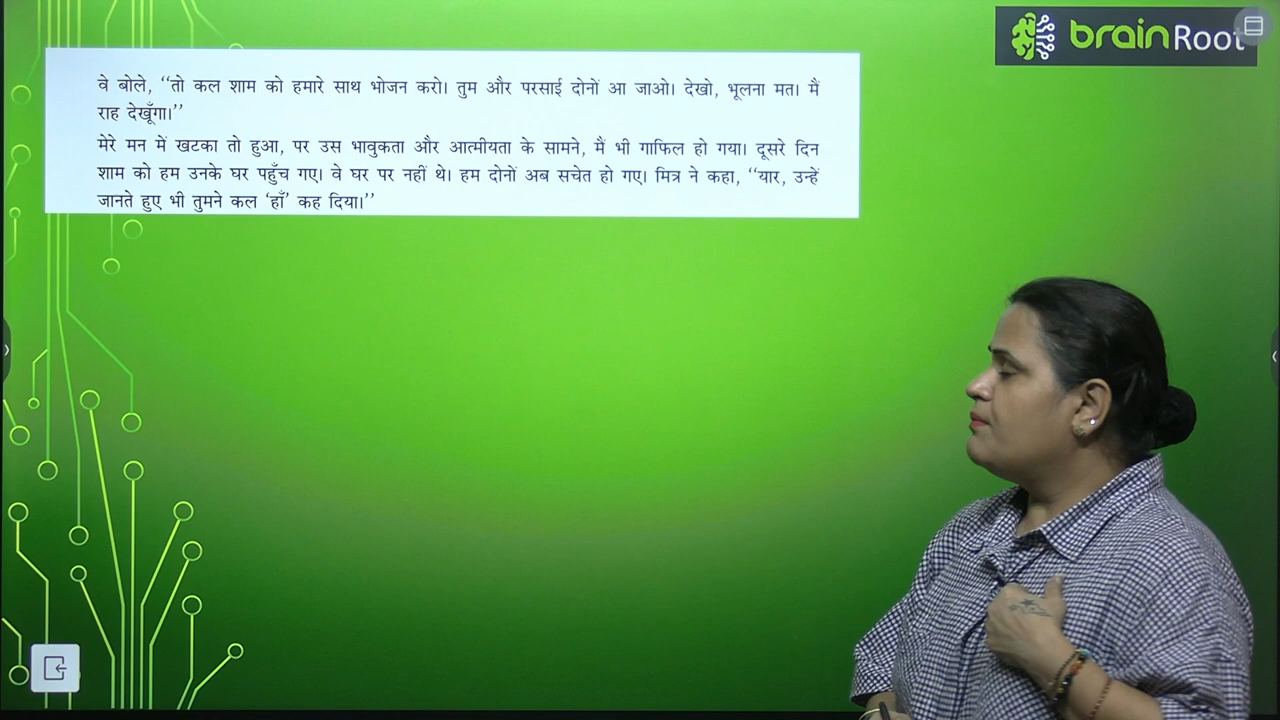 brainRoot
वे बोले, ‘‘तो कल शाम को हमारे साथ भोजन करो। तुम और परसाई दोनों आ जाओ। देखो, भूलना मत। मैं
राह देखूँगा।’’
मेरे मन में खटका तो हुआ, पर उस भावुकता और आत्मीयता के सामने, मैं भी गाफिल हो गया। दूसरे दिन
शाम को हम उनके घर पहुँच गए। वे घर पर नहीं थे। हम दोनों अब सचेत हो गए। मित्र ने कहा, ‘‘यार, उन्हें
जानते हुए भी तुमने कल ‘हाँ’ कह दिया।’’